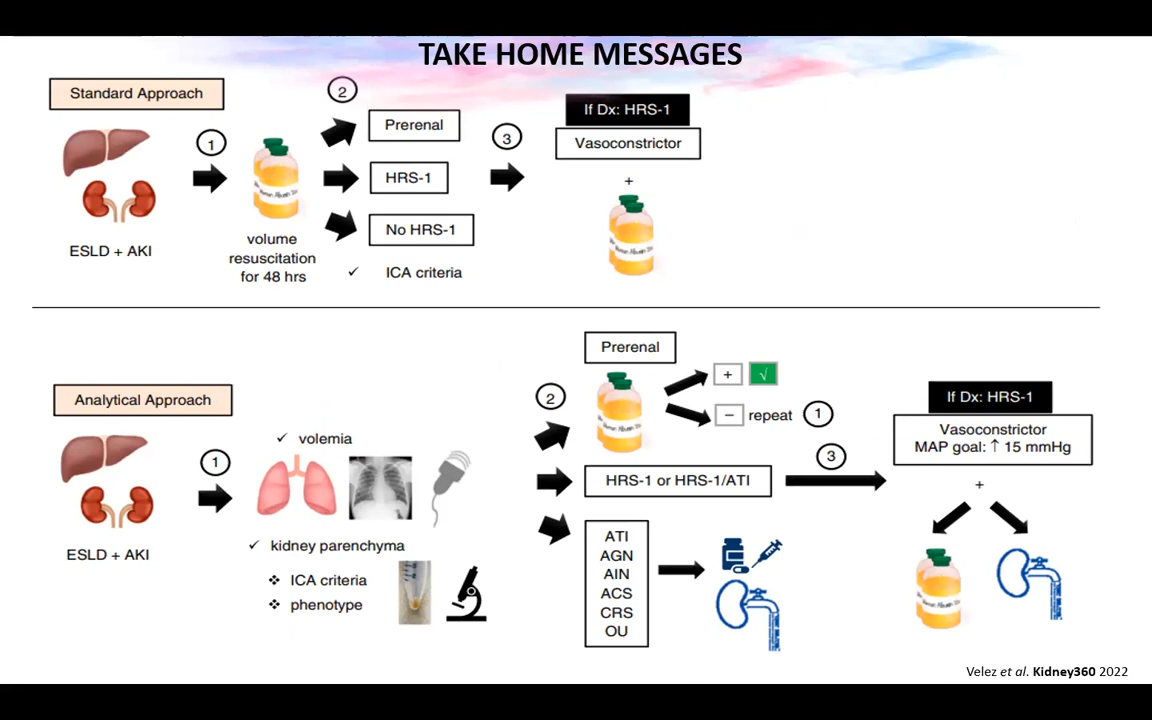 TAKE HOME MESSAGES
Standard Approach
1
ESLD + AKI
volume
resuscitation
for 48 hrs
2
Prerenal
HRS-1
No HRS-1
✓ ICA criteria
3
If Dx: HRS-1
Vasoconstrictor
+
Analytical Approach
1
ESLD + AKI
✓ volemia
✓ kidney parenchyma
❖ ICA criteria
❖ phenotype
2
Prerenal
+ √
− repeat 1
HRS-1 or HRS-1/ATI
ATI
AGN
AIN
ACS
CRS
OU
3
If Dx: HRS-1
Vasoconstrictor
MAP goal: ↑ 15 mmHg
+
Velez et al. Kidney360 2022